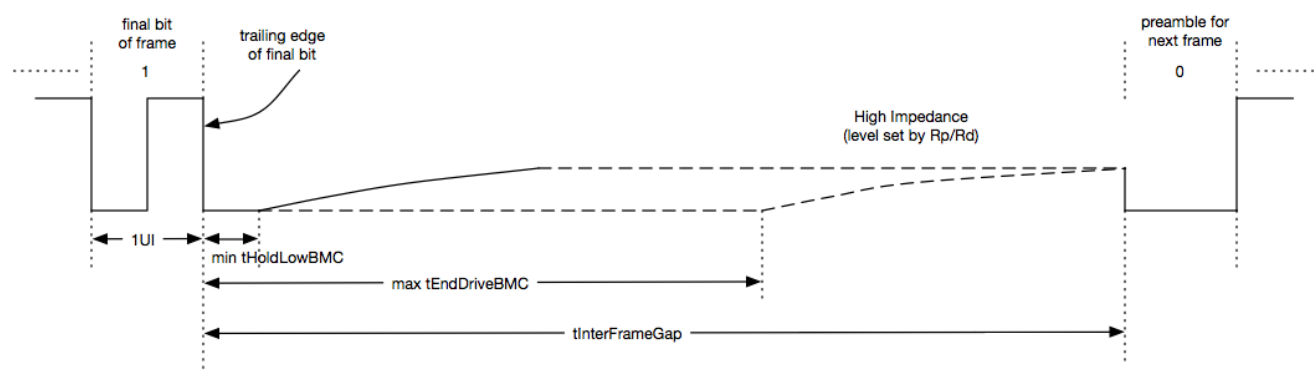 final bit
of frame
1
trailing edge
of final bit
preamble for
next frame
0
High Impedance
(level set by Rp/Rd)
1UI
min tHoldLowBMC
max tEndDriveBMC
tInterFrameGap